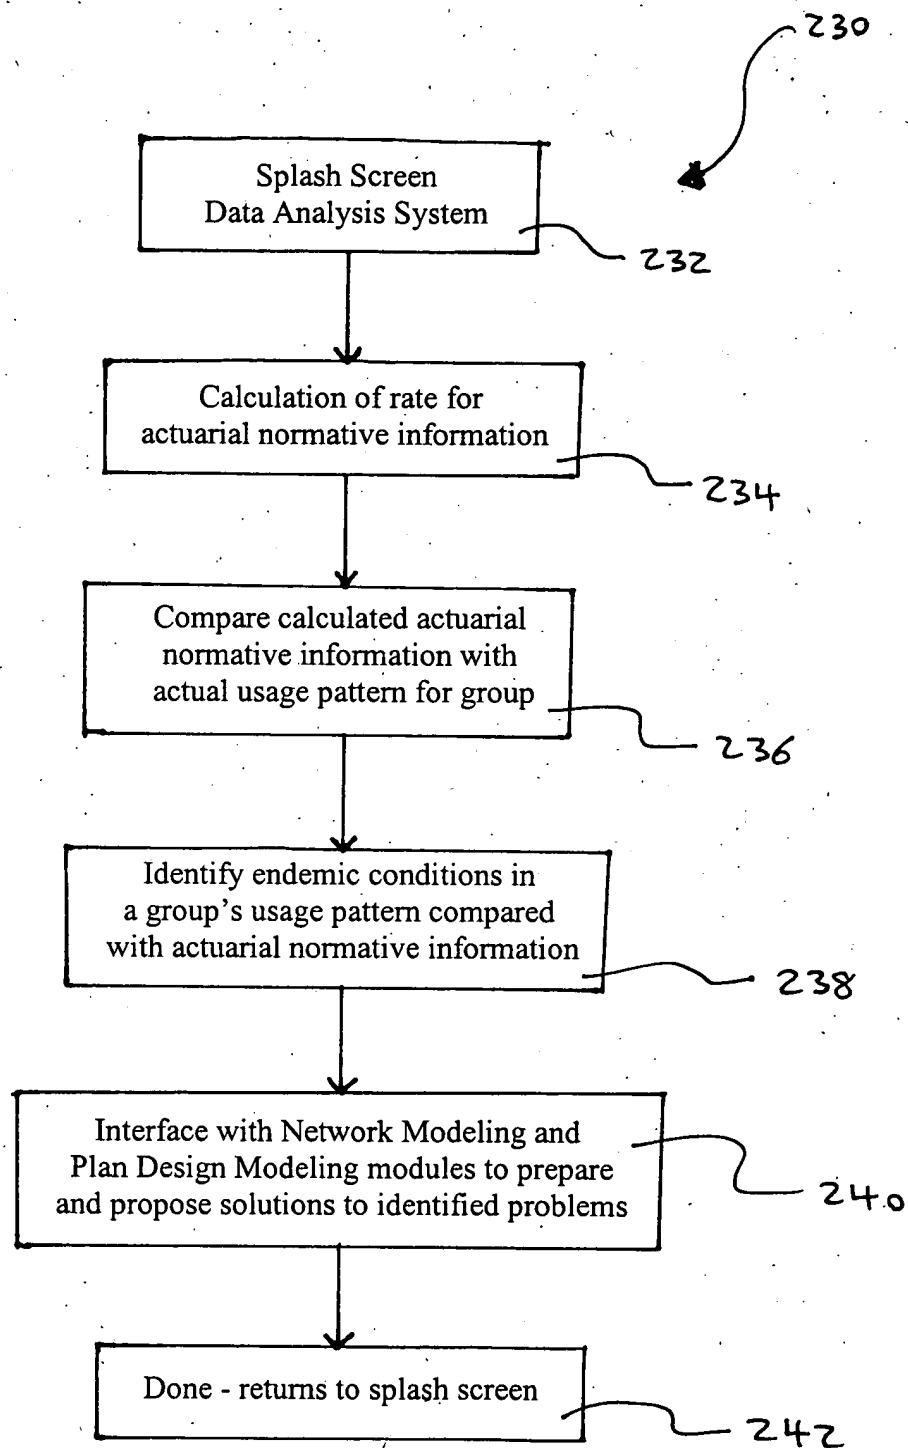 230
Splash Screen
Data Analysis System
232
Calculation of rate for
actuarial normative information
234
Compare calculated actuarial
normative information with
actual usage pattern for group
236
Identify endemic conditions in
a group's usage pattern compared
with actuarial normative information
238
Interface with Network Modeling and
Plan Design Modeling modules to prepare
and propose solutions to identified problems
240
Done - returns to splash screen
242